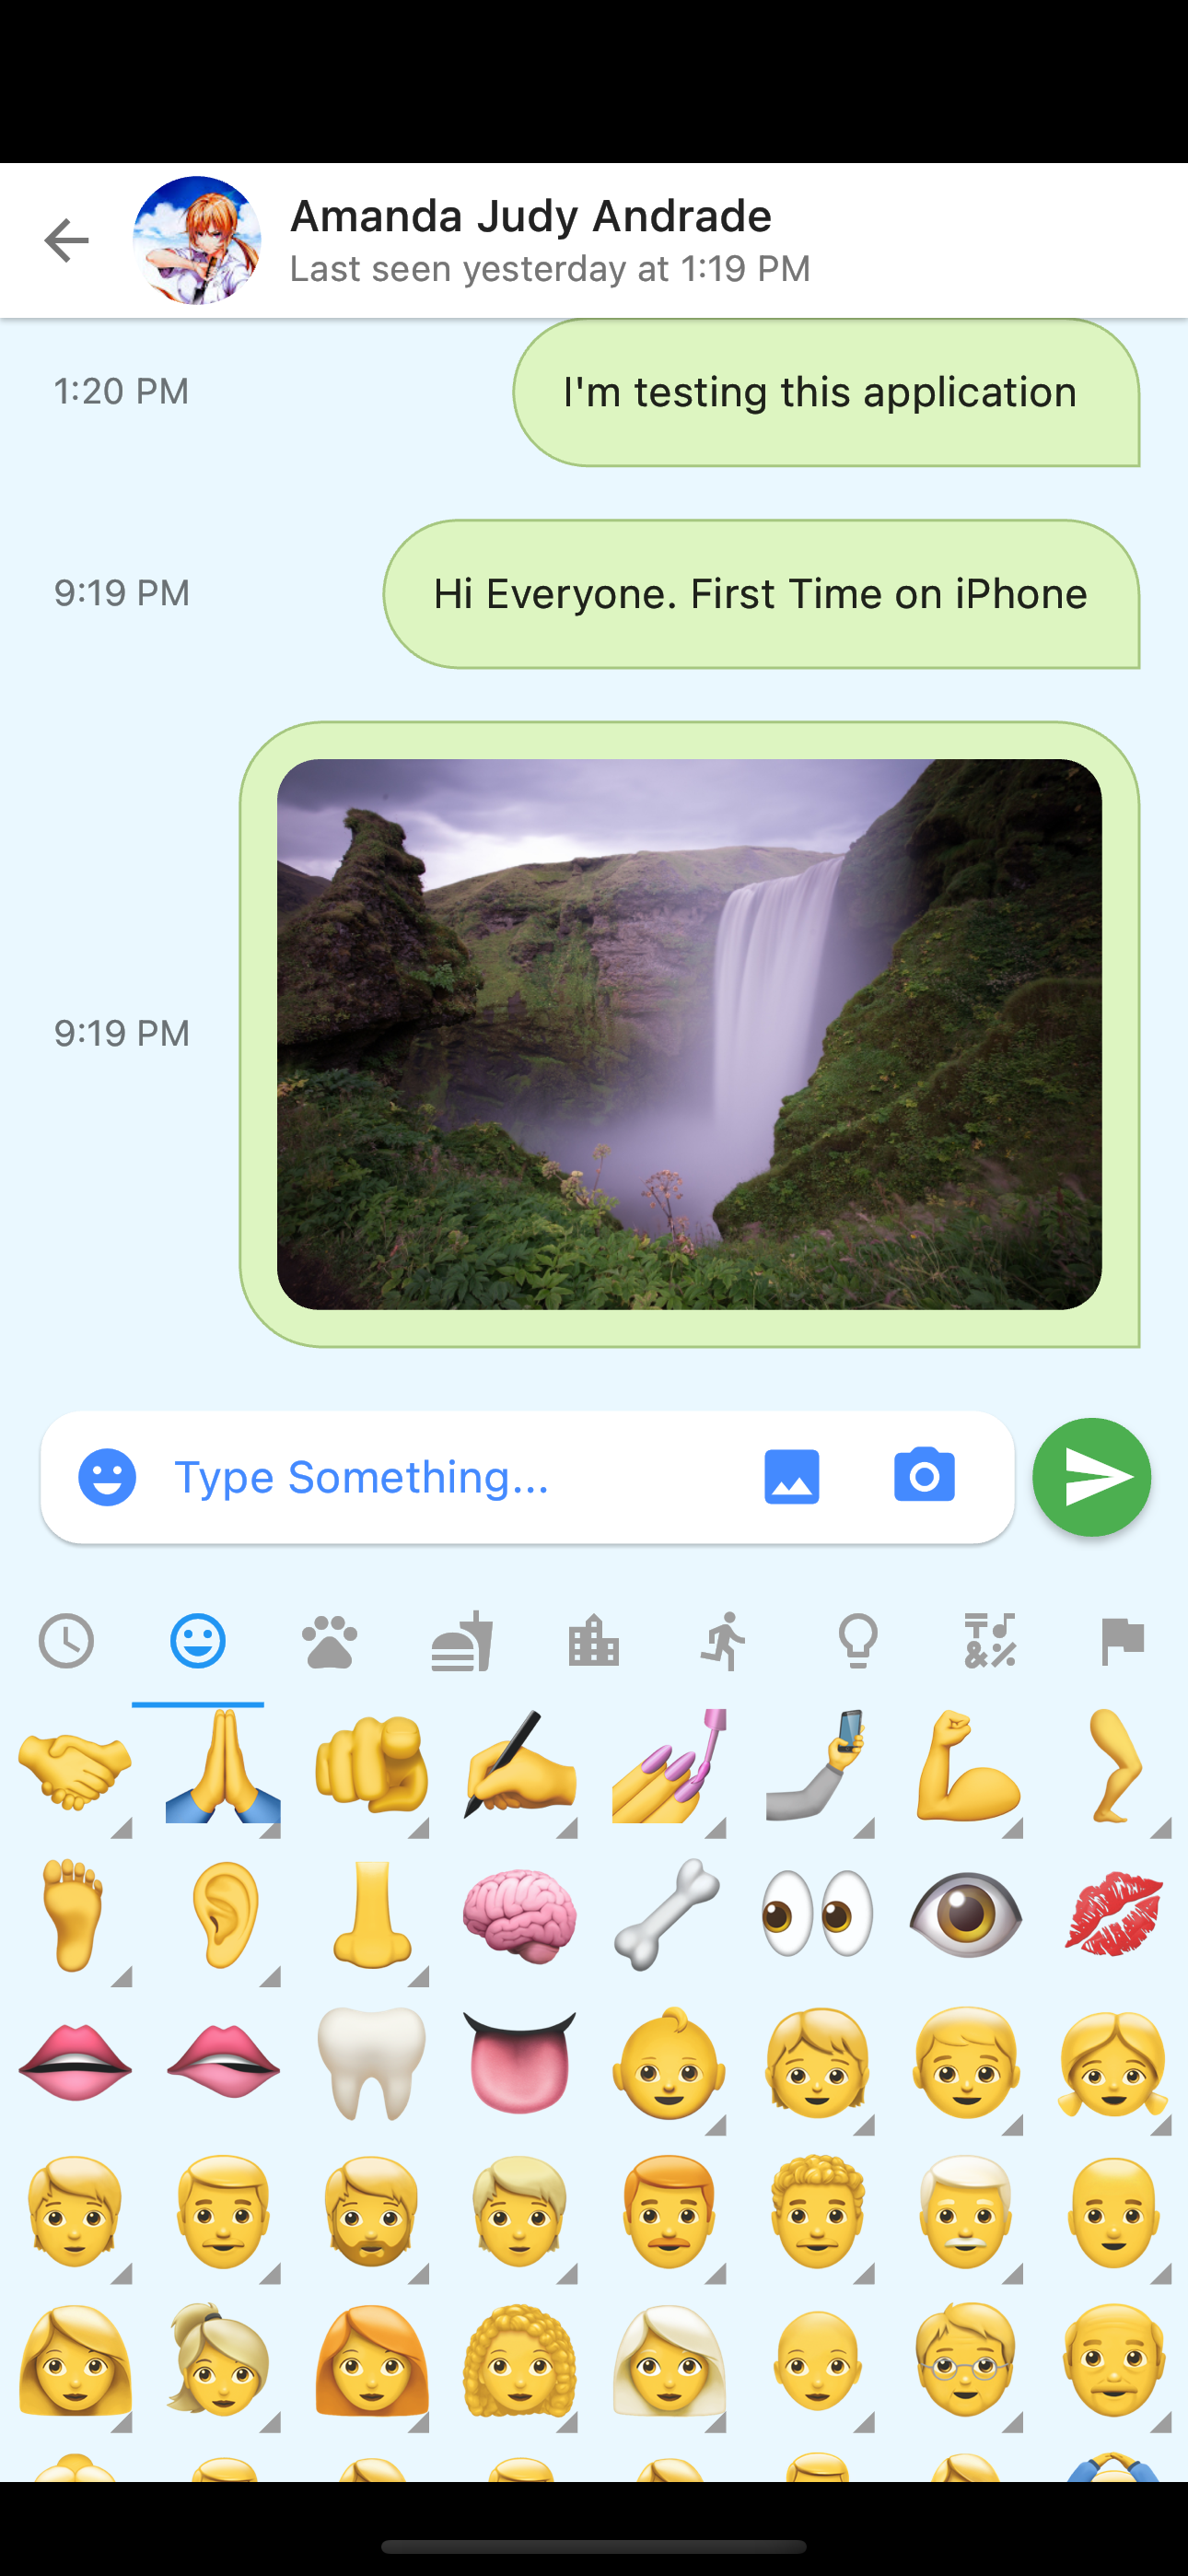 Amanda Judy Andrade
Last seen yesterday at 1:19 PM
1:20 PM
I'm testing this application
9:19 PM
Hi Everyone. First Time on iPhone
9:19 PM
Type Something...